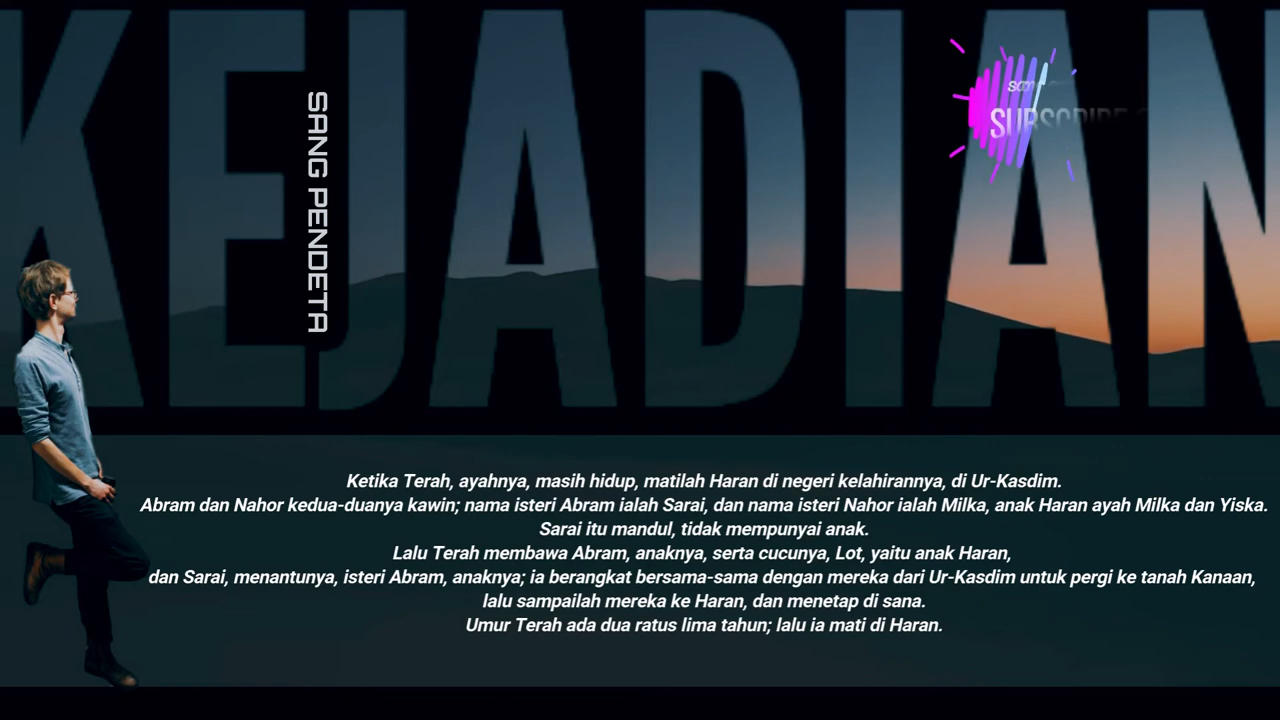 KEJADIAN
SANG PENDETA
SUBSCRIBE
Ketika Terah, ayahnya, masih hidup, matilah Haran di negeri kelahirannya, di Ur-Kasdim.
Abram dan Nahor kedua-duanya kawin; nama isteri Abram ialah Sarai, dan nama isteri Nahor ialah Milka, anak Haran ayah Milka dan Yiska.
Sarai itu mandul, tidak mempunyai anak.
Lalu Terah membawa Abram, anaknya, serta cucunya, Lot, yaitu anak Haran,
dan Sarai, menantunya, isteri Abram, anaknya; ia berangkat bersama-sama dengan mereka dari Ur-Kasdim untuk pergi ke tanah Kanaan,
lalu sampailah mereka ke Haran, dan menetap di sana.
Umur Terah ada dua ratus lima tahun; lalu ia mati di Haran.